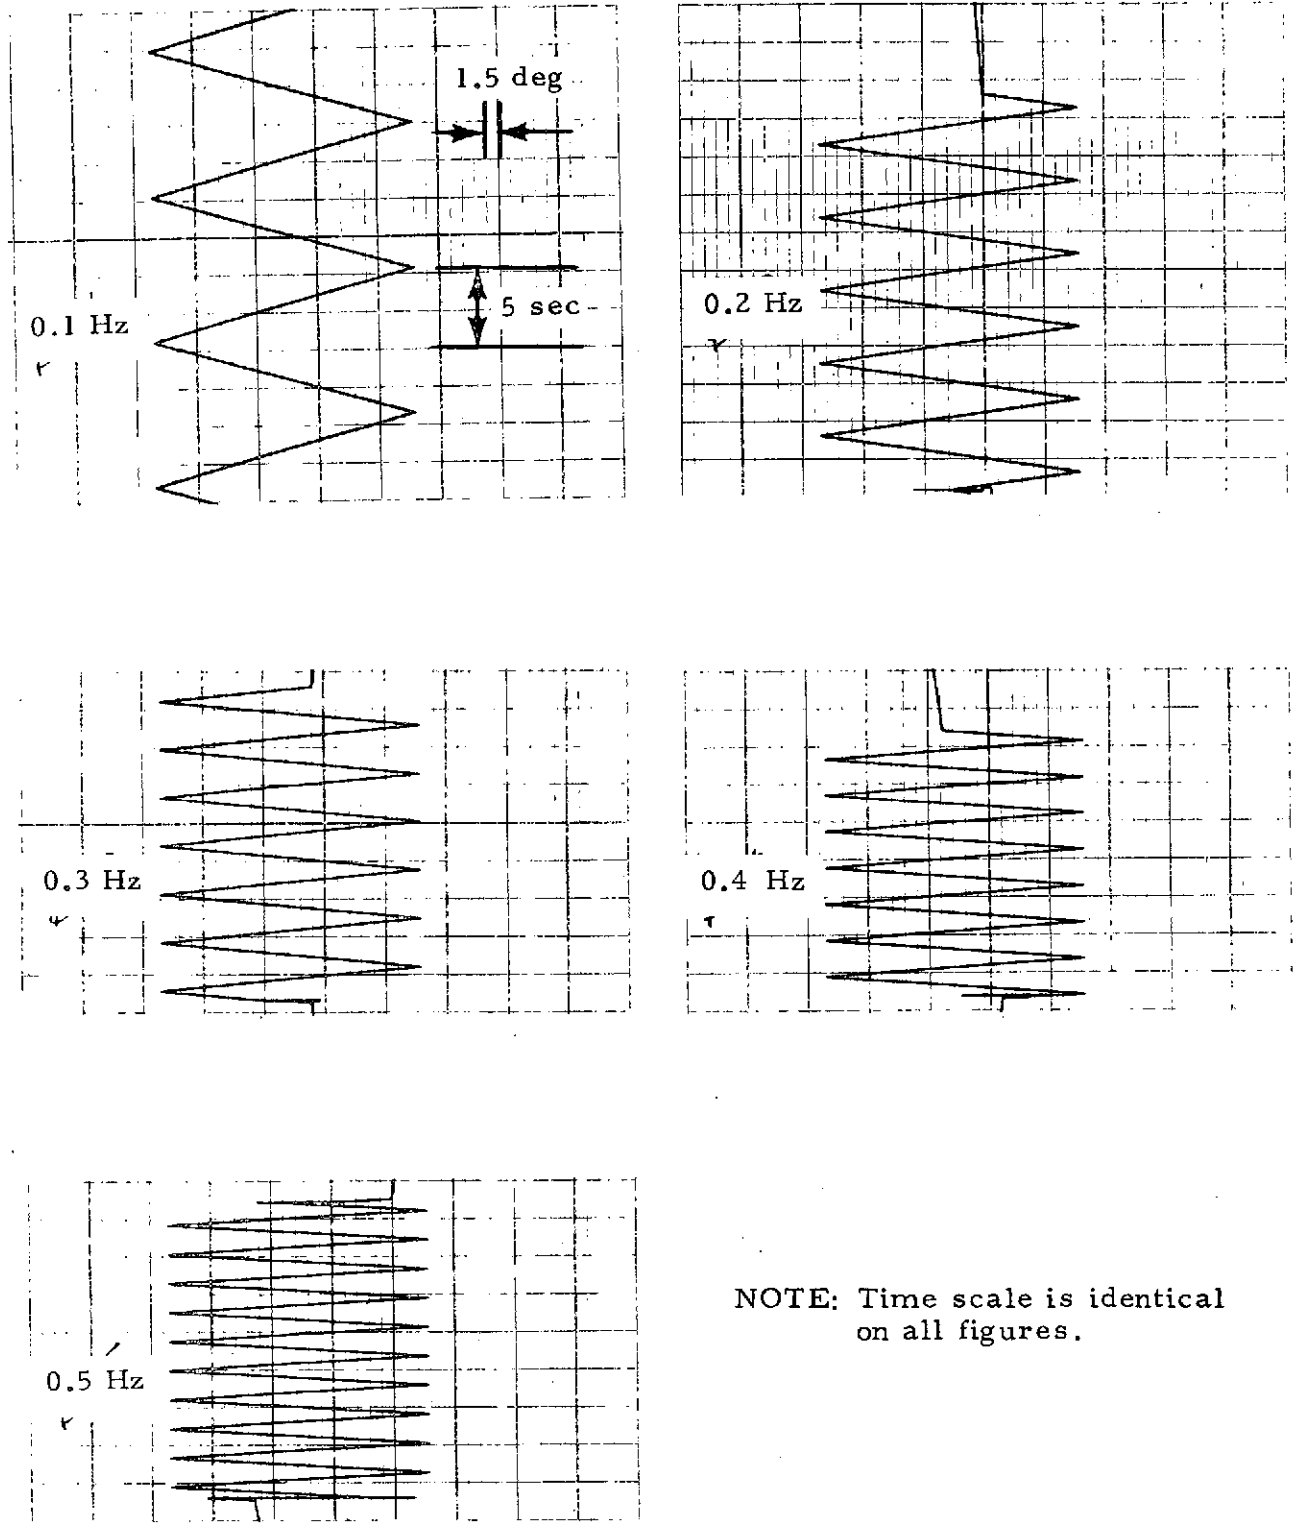 1.5 deg
5 sec
0.1 Hz
0.2 Hz
0.3 Hz
0.4 Hz
0.5 Hz
NOTE: Time scale is identical
on all figures.